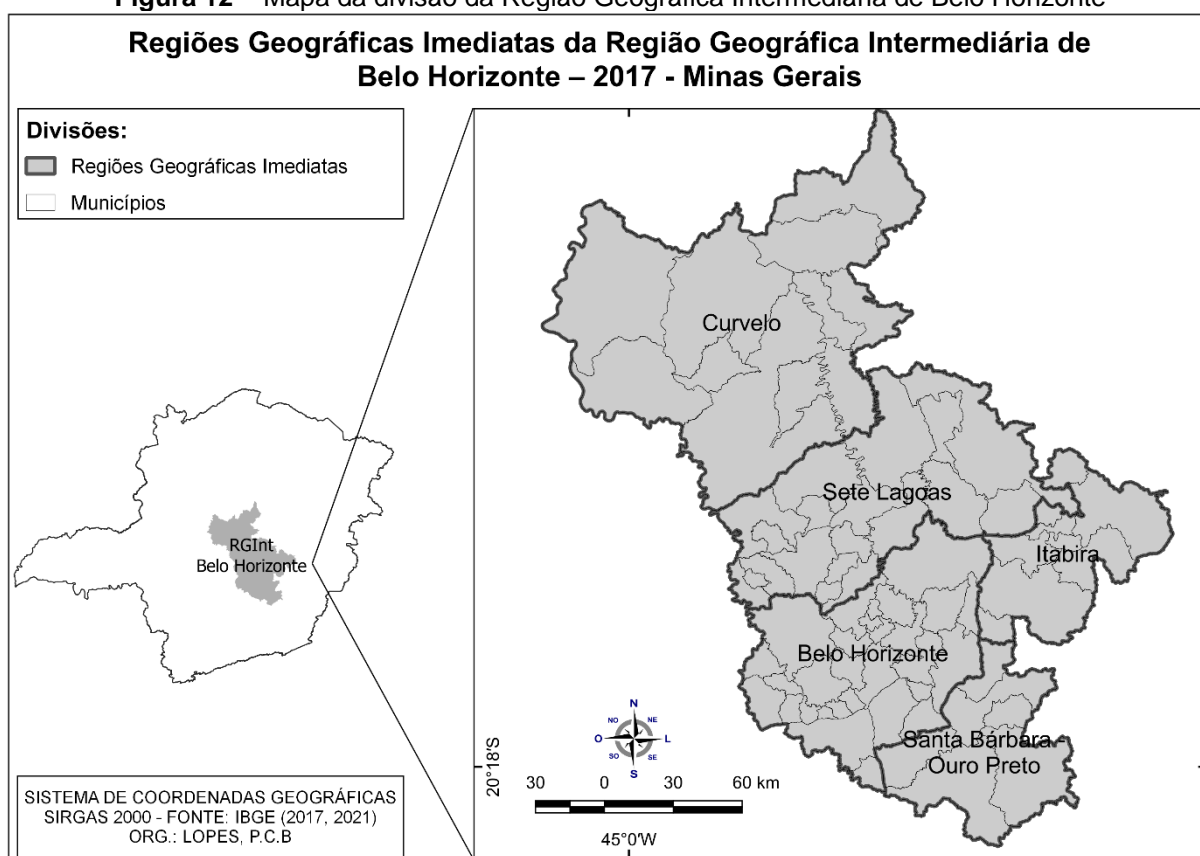 Figura 12 – Mapa da divisão da Região Geográfica Intermediária de Belo Horizonte
Regiões Geográficas Imediatas da Região Geográfica Intermediária de
Belo Horizonte – 2017 - Minas Gerais
Divisões:
Regiões Geográficas Imediatas
Municípios
Curvelo
Sete Lagoas
Itabira
RGInt
Belo Horizonte
Belo Horizonte
Santa Bárbara -
Ouro Preto
N
NO
NE
O
L
SO
SE
S
20°18'S
30 0 30 60 km
45°0'W
SISTEMA DE COORDENADAS GEOGRÁFICAS
SIRGAS 2000 - FONTE: IBGE (2017, 2021)
ORG.: LOPES, P.C.B